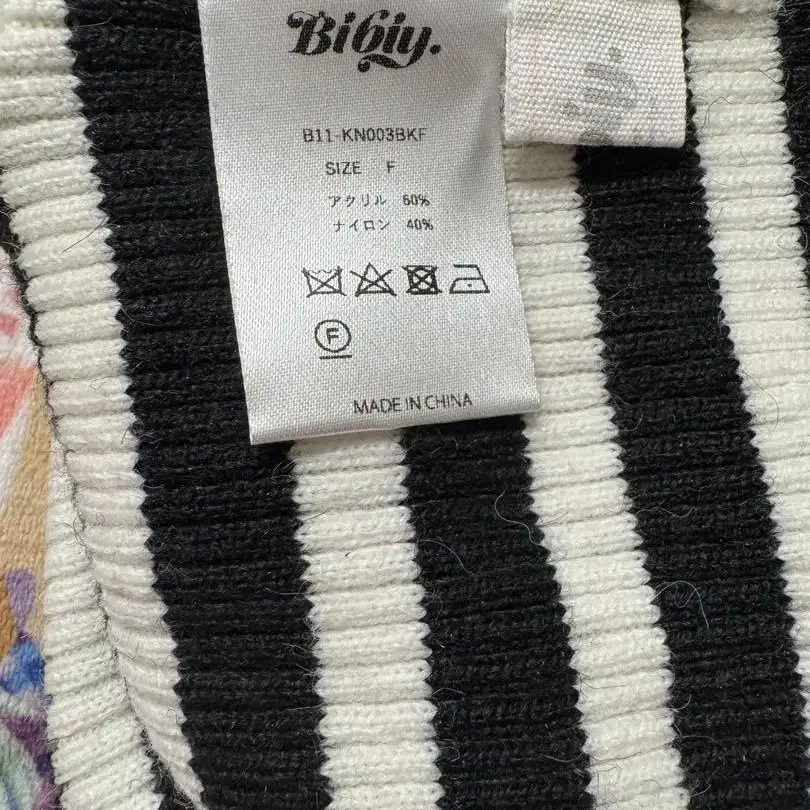 Bibiy.
B11-KN003BKF
SIZE F
アクリル 60%
ナイロン 40%
F
MADE IN CHINA